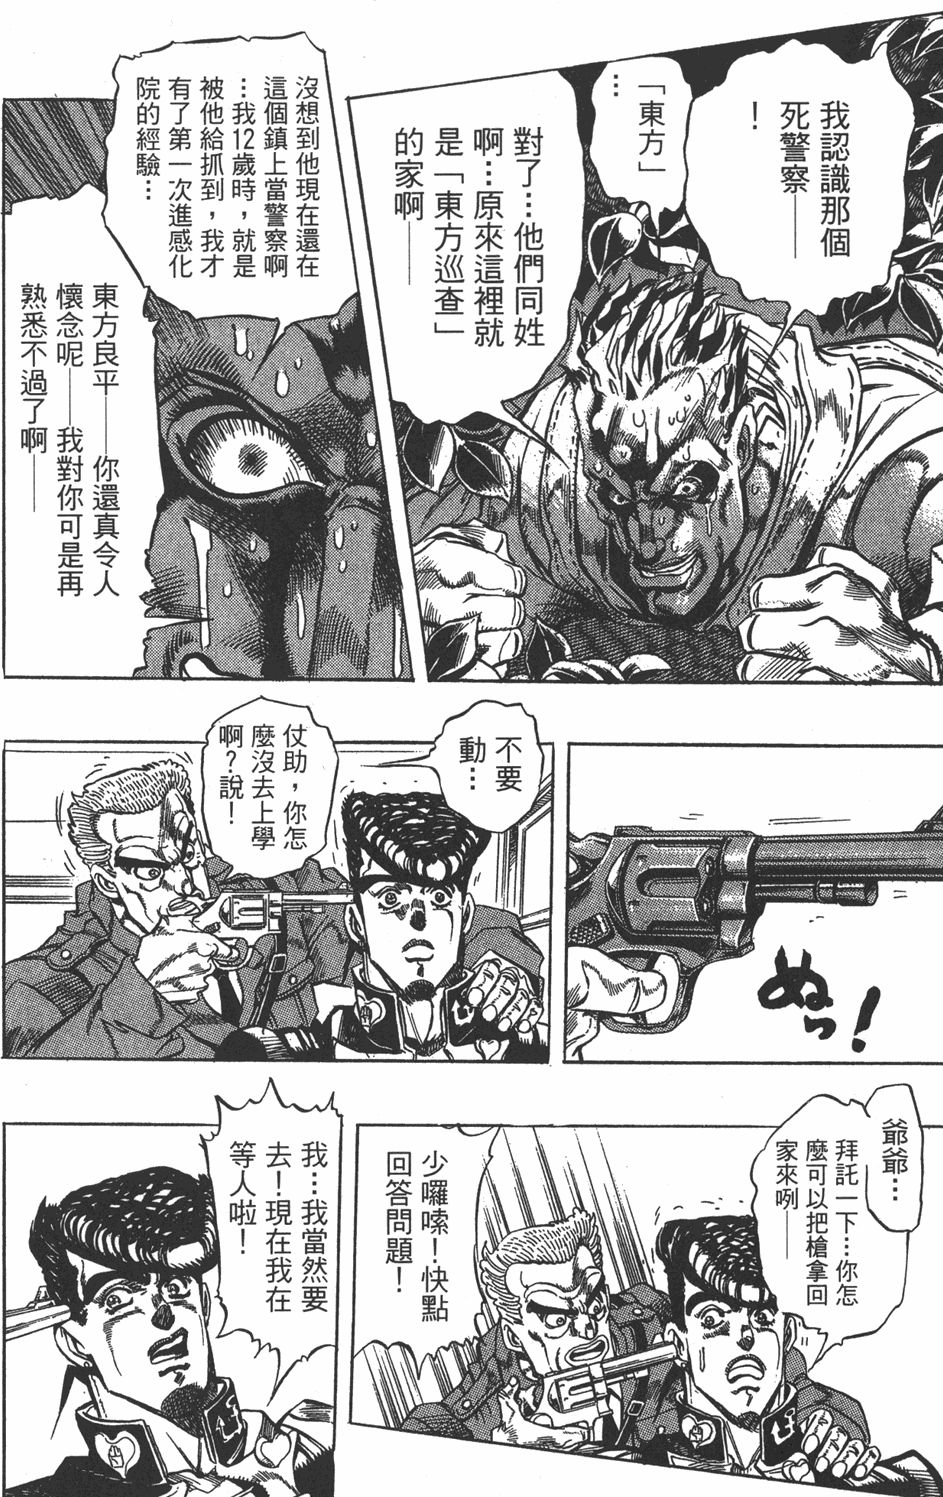 我認識那個
死警察──
！
「東方」
…
對了…他們同姓
啊…原來這裡就
是「東方巡查」
的家啊──
沒想到他現在還在
這個鎮上當警察啊
…我12歲時，就是
被他給抓到，我才
有了第一次進感化
院的經驗…
東方良平──你還真令人
懷念呢──我對你可是再
熟悉不過了啊──
ぬっ！
不要
動…
仗助，你怎
麼沒去上學
啊？說！
爺爺…
拜託一下…你怎
麼可以把槍拿回
家來咧──
少囉嗦！快點
回答問題！
我…我當然要
去！現在我在
等人啦！